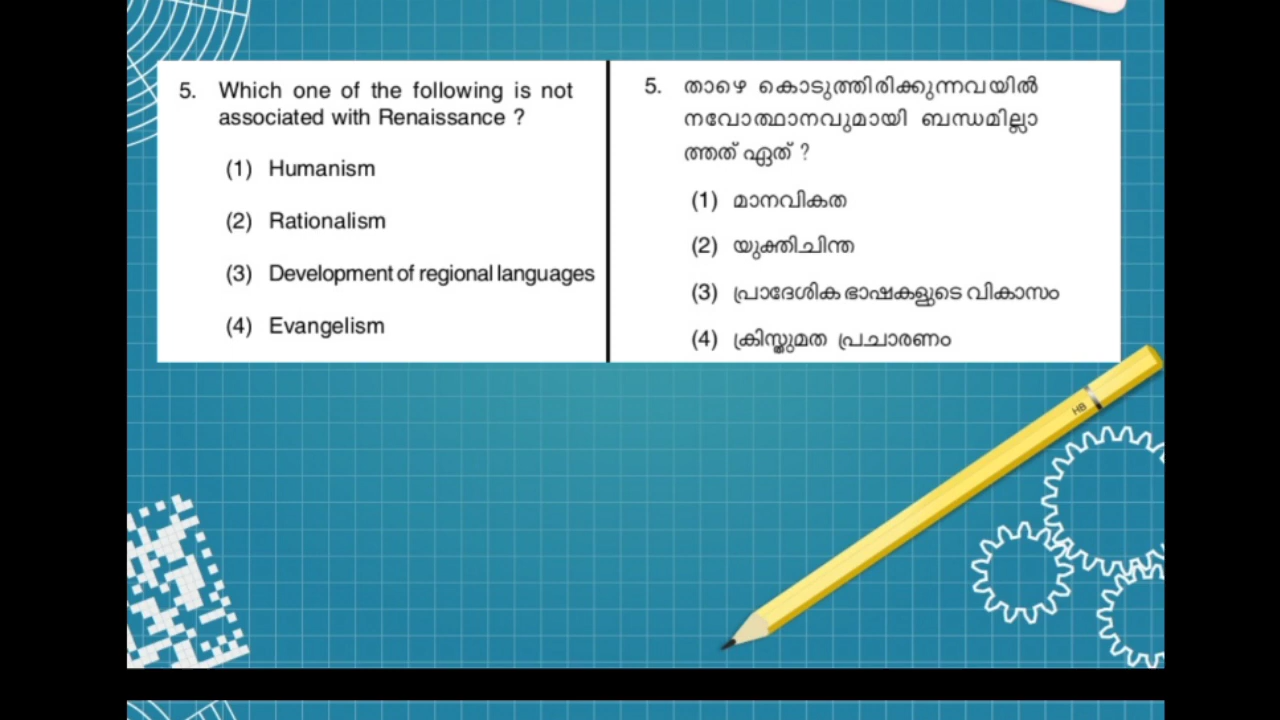 5. Which one of the following is not
associated with Renaissance ?
(1) Humanism
(2) Rationalism
(3) Development of regional languages
(4) Evangelism
5. താഴെ കൊടുത്തിരിക്കുന്നവയിൽ
നവോത്ഥാനവുമായി ബന്ധമില്ലാ
ത്തത് ഏത് ?
(1) മാനവികത
(2) യുക്തിചിന്ത
(3) പ്രാദേശിക ഭാഷകളുടെ വികാസം
(4) ക്രിസ്തുമത പ്രചാരണം
HB